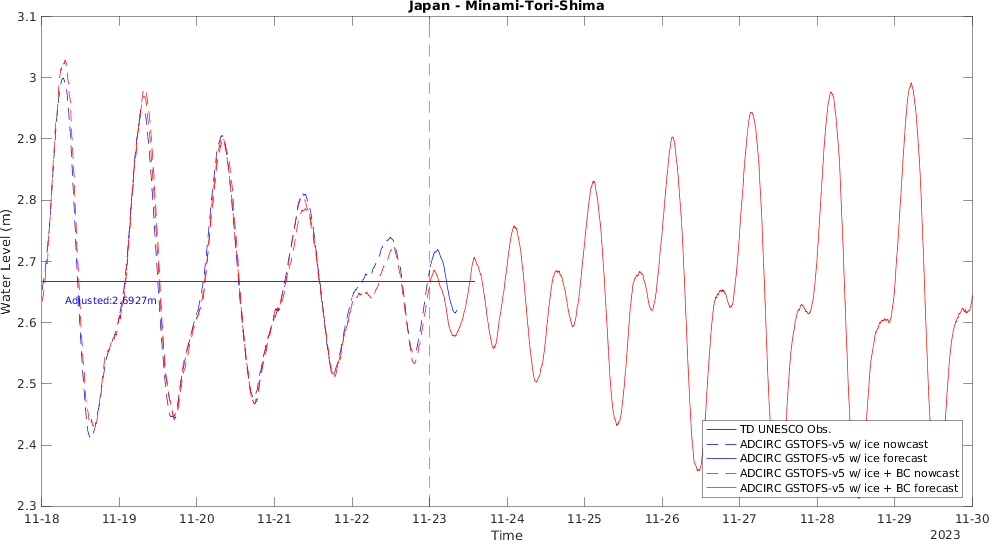 Japan - Minami-Tori-Shima
3.1
3
2.9
2.8
2.7
2.6
2.5
2.4
2.3
Water Level (m)
Adjusted:2.6927m
TD UNESCO Obs.
ADCIRC GSTOFS-v5 w/ ice nowcast
ADCIRC GSTOFS-v5 w/ ice forecast
ADCIRC GSTOFS-v5 w/ ice + BC nowcast
ADCIRC GSTOFS-v5 w/ ice + BC forecast
11-18 11-19 11-20 11-21 11-22 11-23 11-24 11-25 11-26 11-27 11-28 11-29 11-30
Time
2023